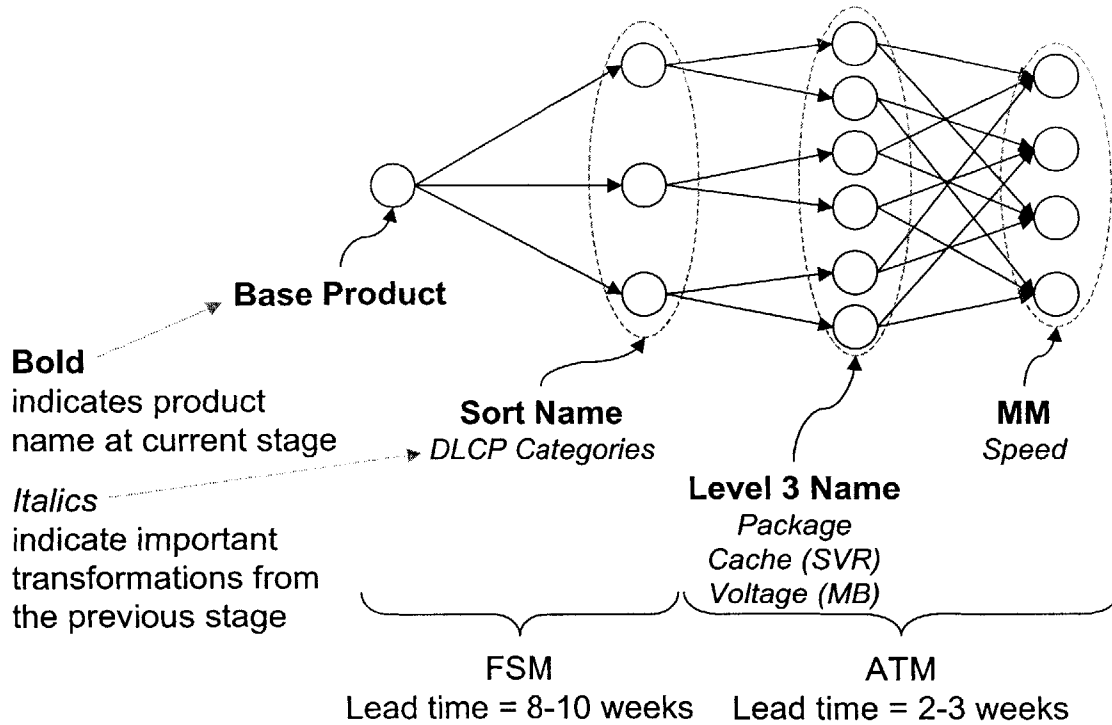 Base Product
Bold
indicates product
name at current stage
Italics
indicate important
transformations from
the previous stage
Sort Name
DLCP Categories
Level 3 Name
Package
Cache (SVR)
Voltage (MB)
MM
Speed
FSM
Lead time = 8-10 weeks
ATM
Lead time = 2-3 weeks